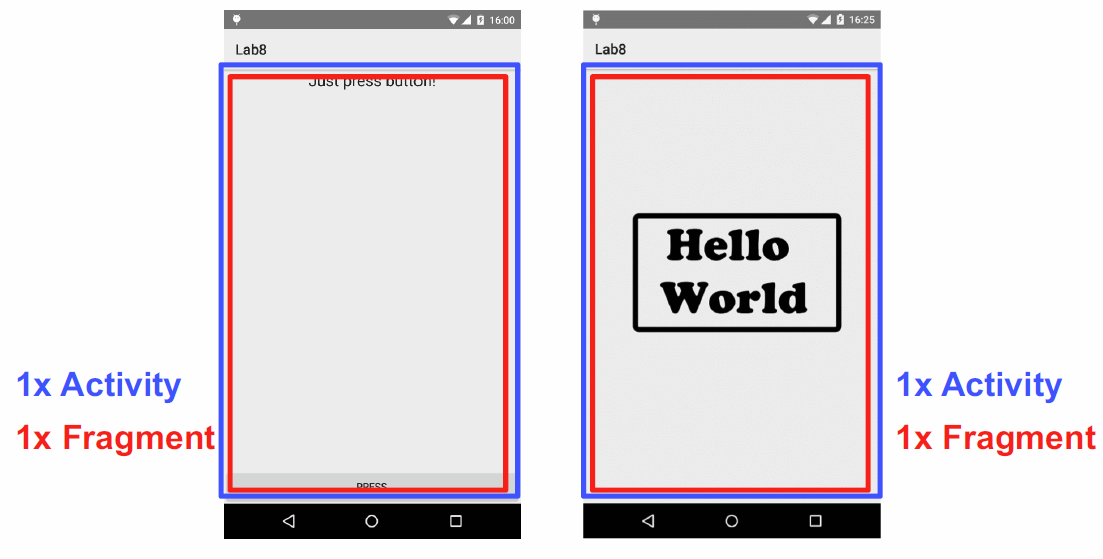 16:00
Lab8
Just press button!
PRESS
1x Activity
1x Fragment
16:25
Lab8
Hello
World
1x Activity
1x Fragment